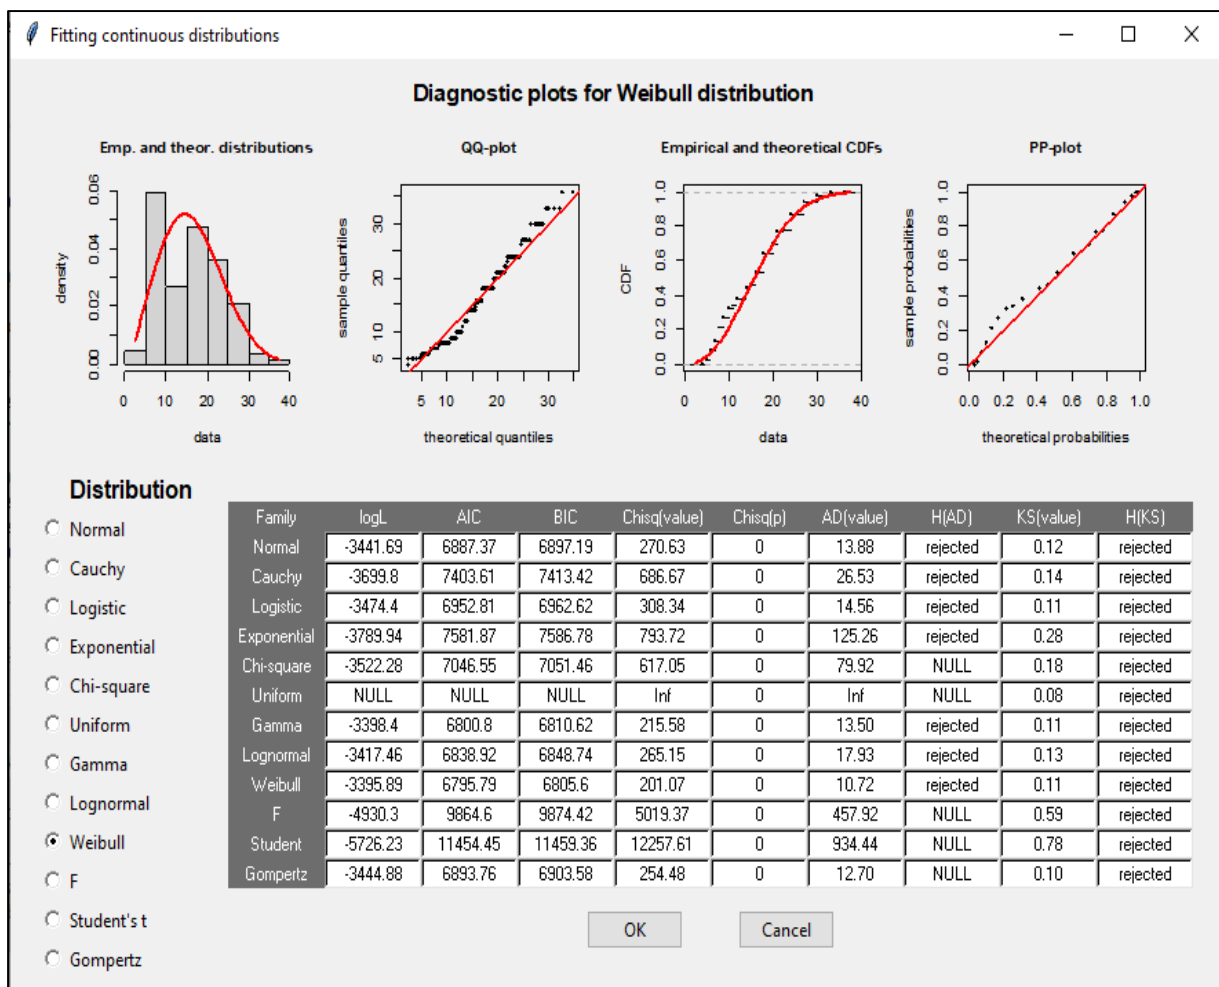 Fitting continuous distributions
Diagnostic plots for Weibull distribution
Emp. and theor. distributions
density
0.00 0.02 0.04 0.06
0 10 20 30 40
data
QQ-plot
sample quantiles
5 10 20 30
5 10 20 30
theoretical quantiles
Empirical and theoretical CDFs
CDF
0.0 0.2 0.4 0.6 0.8 1.0
0 10 20 30 40
data
PP-plot
sample probabilities
0.0 0.2 0.4 0.6 0.8 1.0
0.0 0.2 0.4 0.6 0.8 1.0
theoretical probabilities
Distribution
Normal
Cauchy
Logistic
Exponential
Chi-square
Uniform
Gamma
Lognormal
Weibull
F
Student's t
Gompertz
Family logL AIC BIC Chisq(value) Chisq(p) AD(value) H(AD) KS(value) H(KS)
Normal -3441.69 6887.37 6897.19 270.63 0 13.88 rejected 0.12 rejected
Cauchy -3699.8 7403.61 7413.42 686.67 0 26.53 rejected 0.14 rejected
Logistic -3474.4 6952.81 6962.62 308.34 0 14.56 rejected 0.11 rejected
Exponential -3789.94 7581.87 7586.78 793.72 0 125.26 rejected 0.28 rejected
Chi-square -3522.28 7046.55 7051.46 617.05 0 79.92 NULL 0.18 rejected
Uniform NULL NULL NULL Inf 0 Inf NULL 0.08 rejected
Gamma -3398.4 6800.8 6810.62 215.58 0 13.50 rejected 0.11 rejected
Lognormal -3417.46 6838.92 6848.74 265.15 0 17.93 rejected 0.13 rejected
Weibull -3395.89 6795.79 6805.6 201.07 0 10.72 rejected 0.11 rejected
F -4930.3 9864.6 9874.42 5019.37 0 457.92 NULL 0.59 rejected
Student -5726.23 11454.45 11459.36 12257.61 0 934.44 NULL 0.78 rejected
Gompertz -3444.88 6893.76 6903.58 254.48 0 12.70 NULL 0.10 rejected
OK
Cancel